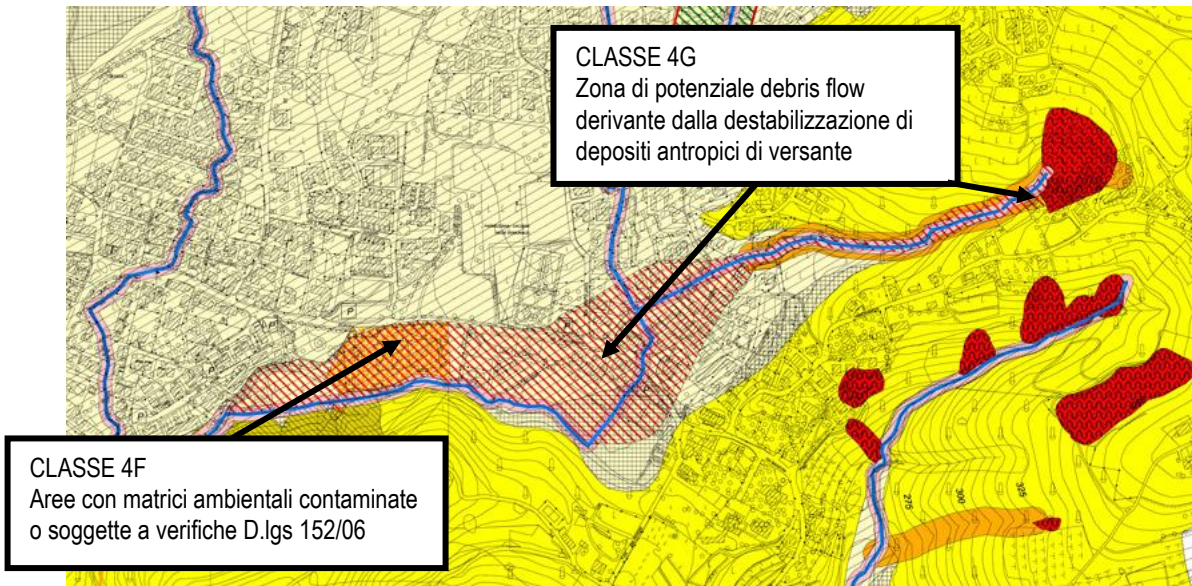 CLASSE 4G
Zona di potenziale debris flow
derivante dalla destabilizzazione di
depositi antropici di versante
P
P
P
CLASSE 4F
Aree con matrici ambientali contaminate
o soggette a verifiche D.lgs 152/06
275
300
325